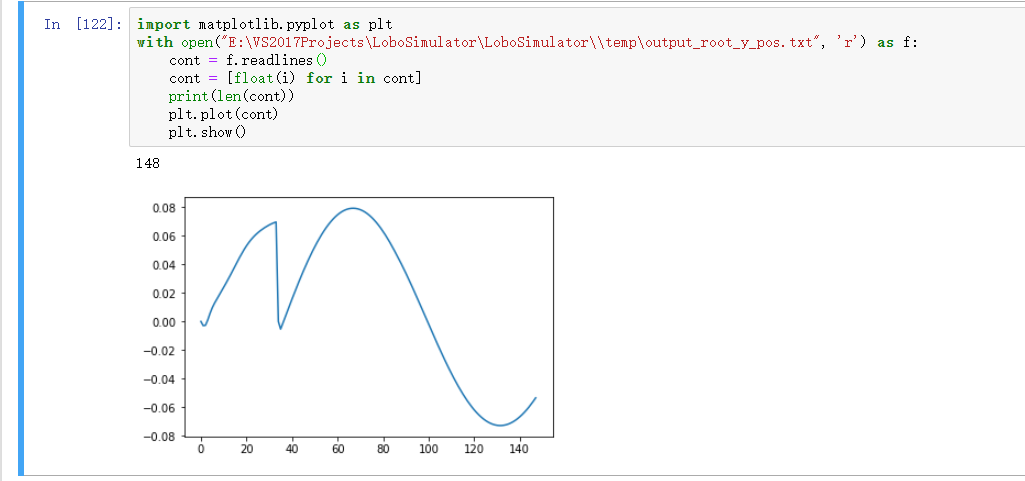 In [122]: import matplotlib.pyplot as plt
with open("E:\VS2017Projects\LoboSimulator\LoboSimulator\\temp\output_root_y_pos.txt", 'r') as f:
    cont = f.readlines()
    cont = [float(i) for i in cont]
    print(len(cont))
    plt.plot(cont)
    plt.show()
148
0.08
0.06
0.04
0.02
0.00
−0.02
−0.04
−0.06
−0.08
0 20 40 60 80 100 120 140